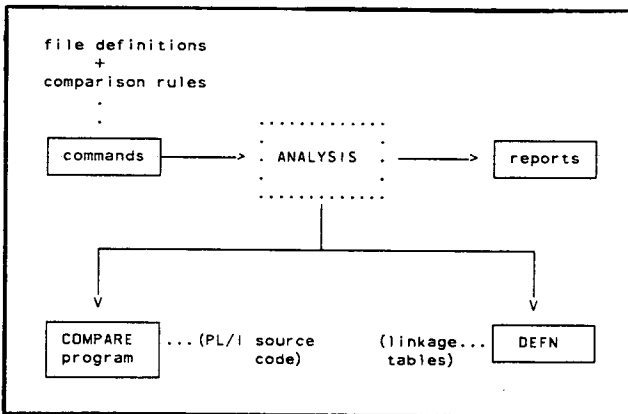 file definitions
+
comparison rules
commands
ANALYSIS
reports
COMPARE program
...(PL/I source code)
(linkage... tables)
DEFN